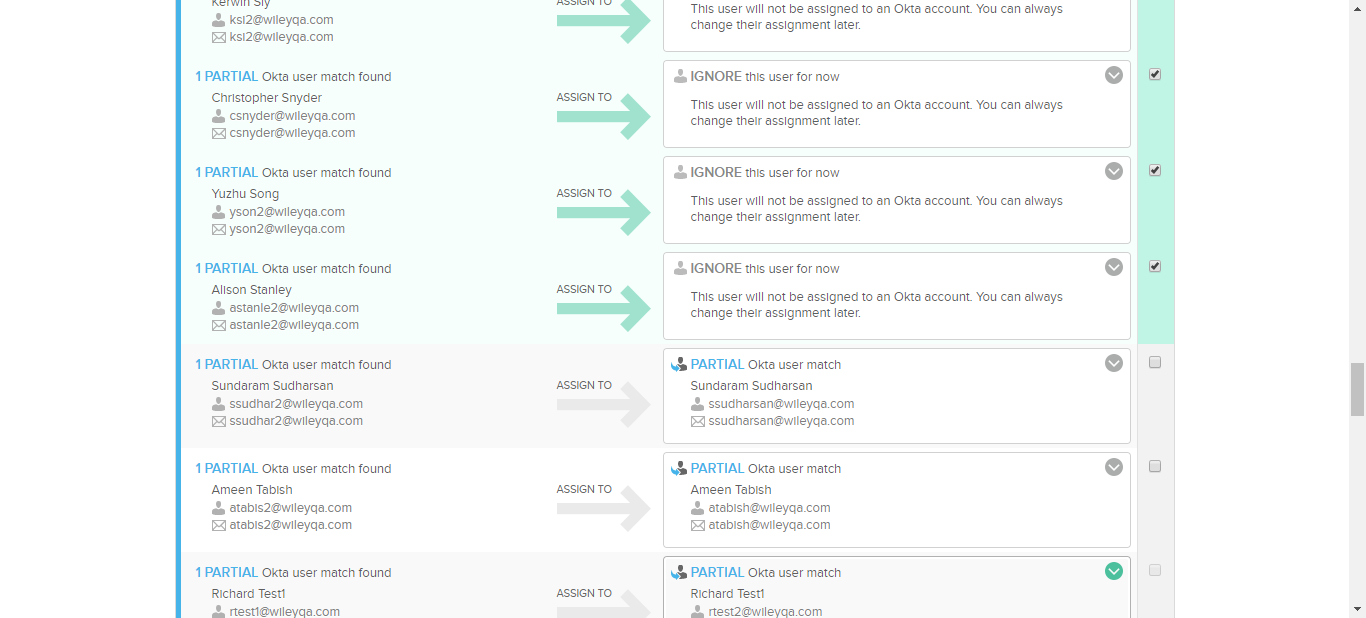 Kerwin Siy
ksi2@wileyqa.com
ksi2@wileyqa.com
ASSIGN TO
This user will not be assigned to an Okta account. You can always
change their assignment later.
1 PARTIAL Okta user match found
Christopher Snyder
csnyder@wileyqa.com
csnyder@wileyqa.com
ASSIGN TO
IGNORE this user for now
This user will not be assigned to an Okta account. You can always
change their assignment later.
1 PARTIAL Okta user match found
Yuzhu Song
yson2@wileyqa.com
yson2@wileyqa.com
ASSIGN TO
IGNORE this user for now
This user will not be assigned to an Okta account. You can always
change their assignment later.
1 PARTIAL Okta user match found
Alison Stanley
astanle2@wileyqa.com
astanle2@wileyqa.com
ASSIGN TO
IGNORE this user for now
This user will not be assigned to an Okta account. You can always
change their assignment later.
1 PARTIAL Okta user match found
Sundaram Sudharsan
ssudhar2@wileyqa.com
ssudhar2@wileyqa.com
ASSIGN TO
PARTIAL Okta user match
Sundaram Sudharsan
ssudharsan@wileyqa.com
ssudharsan@wileyqa.com
1 PARTIAL Okta user match found
Ameen Tabish
atabis2@wileyqa.com
atabis2@wileyqa.com
ASSIGN TO
PARTIAL Okta user match
Ameen Tabish
atabish@wileyqa.com
atabish@wileyqa.com
1 PARTIAL Okta user match found
Richard Test1
rtest1@wileyqa.com
ASSIGN TO
PARTIAL Okta user match
Richard Test1
rtest2@wileyqa.com